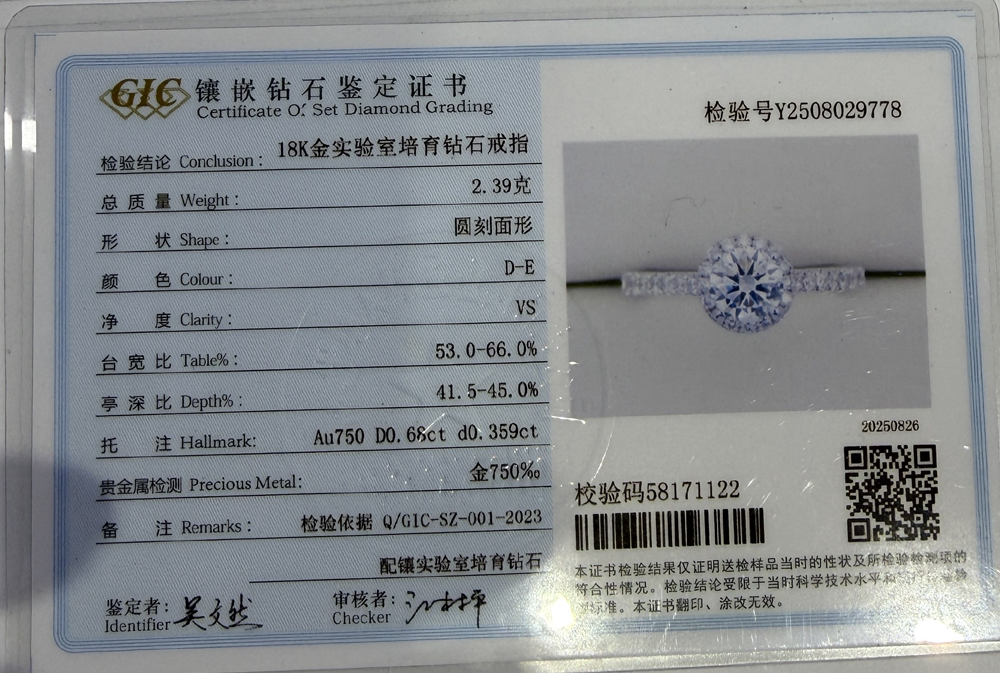 GIC 镶嵌钻石鉴定证书
Certificate Of Set Diamond Grading
检验结论 Conclusion: 18K金实验室培育钻石戒指
总质量 Weight: 2.39克
形状 Shape: 圆刻面形
颜色 Colour: D-E
净度 Clarity: VS
台宽比 Table%: 53.0-66.0%
亭深比 Depth%: 41.5-45.0%
托注 Hallmark: Au750 D0.68ct d0.359ct
贵金属检测 Precious Metal: 金750‰
备注 Remarks: 检验依据 Q/GIC-SZ-001-2023
配镶实验室培育钻石
鉴定者: 吴文然
Identifier
审核者:
Checker
检验号Y2508029778
20250826
校验码58171122
本证书检验结果仅证明送检样品当时的性状及所检验检测项的
符合性情况。检验结论受限于当时科学技术水平和
标准。本证书翻印、涂改无效。